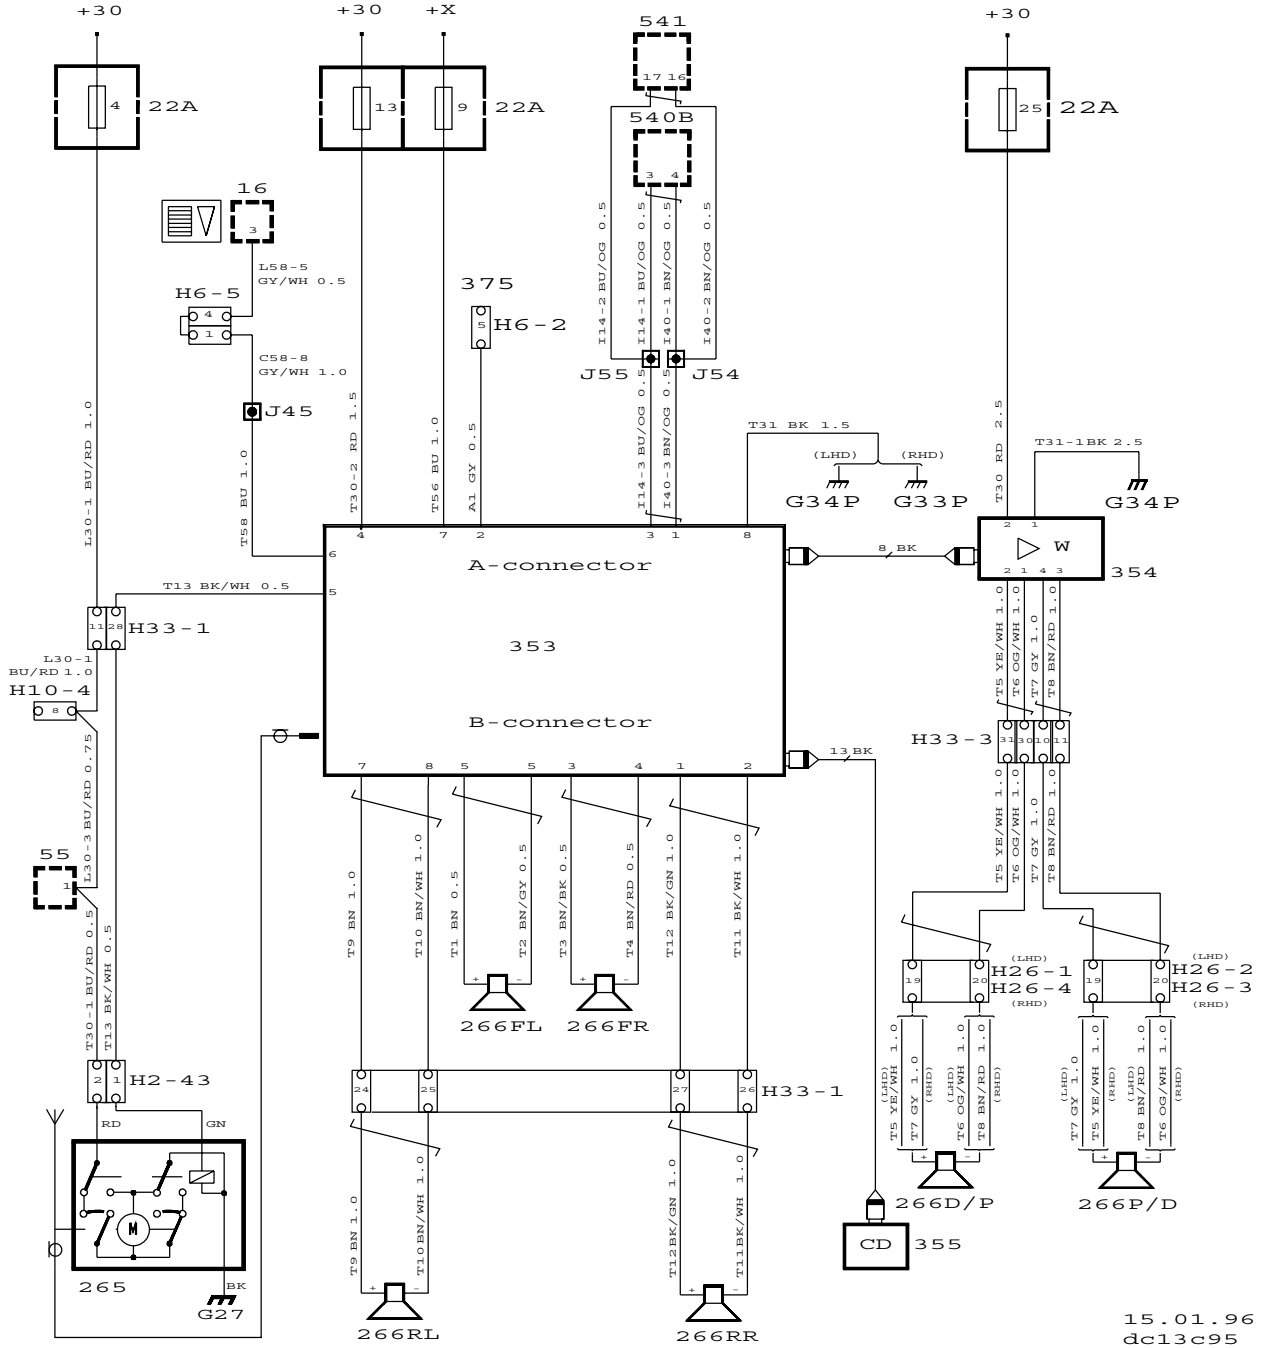 +30
+30
+X
541
+30
17 16
4
22A
13
9
22A
25
22A
540B
3 4
16
3
L58-5
GY/WH 0.5
H6-5
4
1
375
5
H6-2
I14-2 BU/OG 0.5
I14-1 BU/OG 0.5
I40-1 BN/OG 0.5
I40-2 BN/OG 0.5
C58-8
GY/WH 1.0
J55
J54
J45
L30-1 BU/RD 1.0
T58 BU 1.0
T30-2 RD 1.5
T56 BU 1.0
A1 GY 0.5
I14-3 BU/OG 0.5
I40-3 BN/OG 0.5
T31 BK 1.5
(LHD)
(RHD)
G34P
G33P
T30 RD 2.5
T31-1BK 2.5
G34P
4
7
2
3
1
8
6
5
A-connector
8 BK
2
1
W
2 1 4 3
354
T13 BK/WH 0.5
11
28
H33-1
353
L30-1
BU/RD 1.0
H10-4
8
B-connector
T5 YE/WH 1.0
T6 OG/WH 1.0
T7 GY 1.0
T8 BN/RD 1.0
H33-3
31
30
10
11
13 BK
7
8
5
5
3
4
1
2
L30-3 BU/RD 0.75
55
1
T9 BN 1.0
T10 BN/WH 1.0
T1 BN 0.5
T2 BN/GY 0.5
T3 BN/BK 0.5
T4 BN/RD 0.5
T12 BK/GN 1.0
T11 BK/WH 1.0
T5 YE/WH 1.0
T6 OG/WH 1.0
T7 GY 1.0
T8 BN/RD 1.0
T30-1 BU/RD 0.5
T13 BK/WH 0.5
+ -
266FL
+ -
266FR
19
20
(LHD)
H26-1
H26-4
(RHD)
19
20
(LHD)
H26-2
H26-3
(RHD)
2
1
H2-43
24
25
27
26
H33-1
(LHD)
T5 YE/WH 1.0
T7 GY 1.0
(RHD)
(LHD)
T6 OG/WH 1.0
T8 BN/RD 1.0
(RHD)
(LHD)
T7 GY 1.0
T5 YE/WH 1.0
(RHD)
(LHD)
T8 BN/RD 1.0
T6 OG/WH 1.0
(RHD)
RD
GN
M
+ -
266D/P
+ -
266P/D
T9 BN 1.0
T10BN/WH 1.0
T12BK/GN 1.0
T11BK/WH 1.0
CD
355
265
BK
G27
+ -
266RL
+ -
266RR
15.01.96
dc13c95